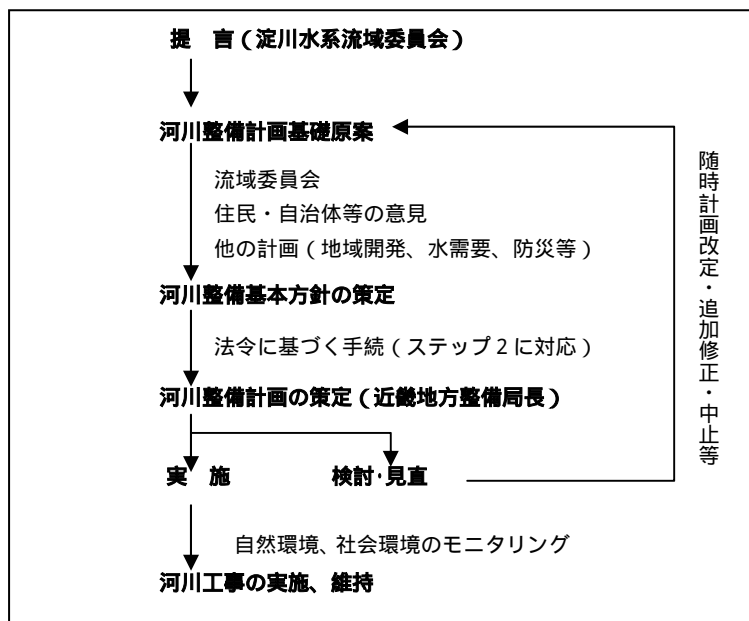 提　言（淀川水系流域委員会）
河川整備計画基礎原案
流域委員会
住民・自治体等の意見
他の計画（地域開発、水需要、防災等）
河川整備基本方針の策定
法令に基づく手続（ステップ２に対応）
河川整備計画の策定（近畿地方整備局長）
実　施　検討･見直
自然環境、社会環境のモニタリング
河川工事の実施、維持
随時計画改定・追加修正・中止等